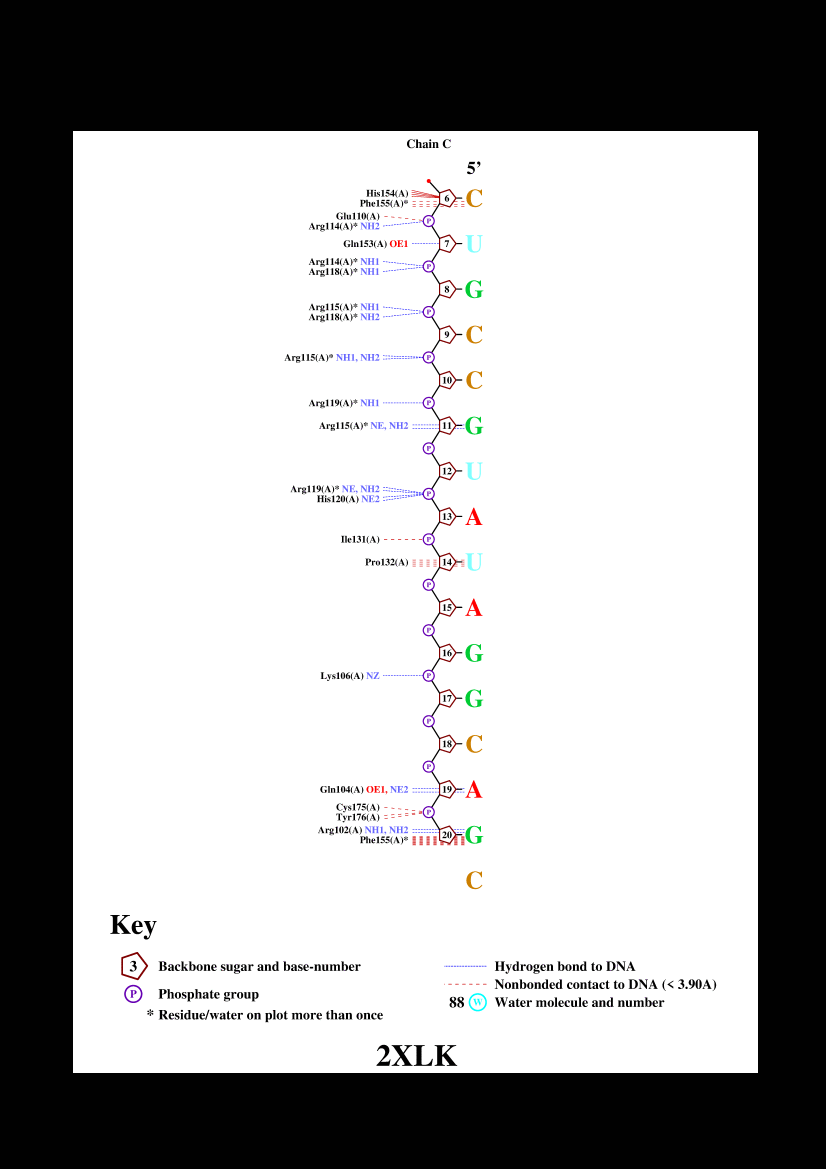 Chain C
5’
His154(A)
6 C
Phe155(A)*
Glu110(A)
P
Arg114(A)* NH2
Gln153(A) OE1 7 U
Arg114(A)* NH1
P
Arg118(A)* NH1
8 G
Arg115(A)* NH1
P
Arg118(A)* NH2
9 C
Arg115(A)* NH1, NH2 P
10 C
Arg119(A)* NH1 P
Arg115(A)* NE, NH2 11 G
P
12 U
Arg119(A)* NE, NH2
P
His120(A) NE2
13 A
Ile131(A) P
Pro132(A) 14 U
P
15 A
P
16 G
Lys106(A) NZ P
17 G
P
18 C
P
Gln104(A) OE1, NE2 19 A
Cys175(A)
P
Tyr176(A)
Arg102(A) NH1, NH2
20 G
Phe155(A)*
C
Key
3 Backbone sugar and base-number
P Phosphate group
* Residue/water on plot more than once
Hydrogen bond to DNA
Nonbonded contact to DNA (< 3.90A)
88 W Water molecule and number
2XLK